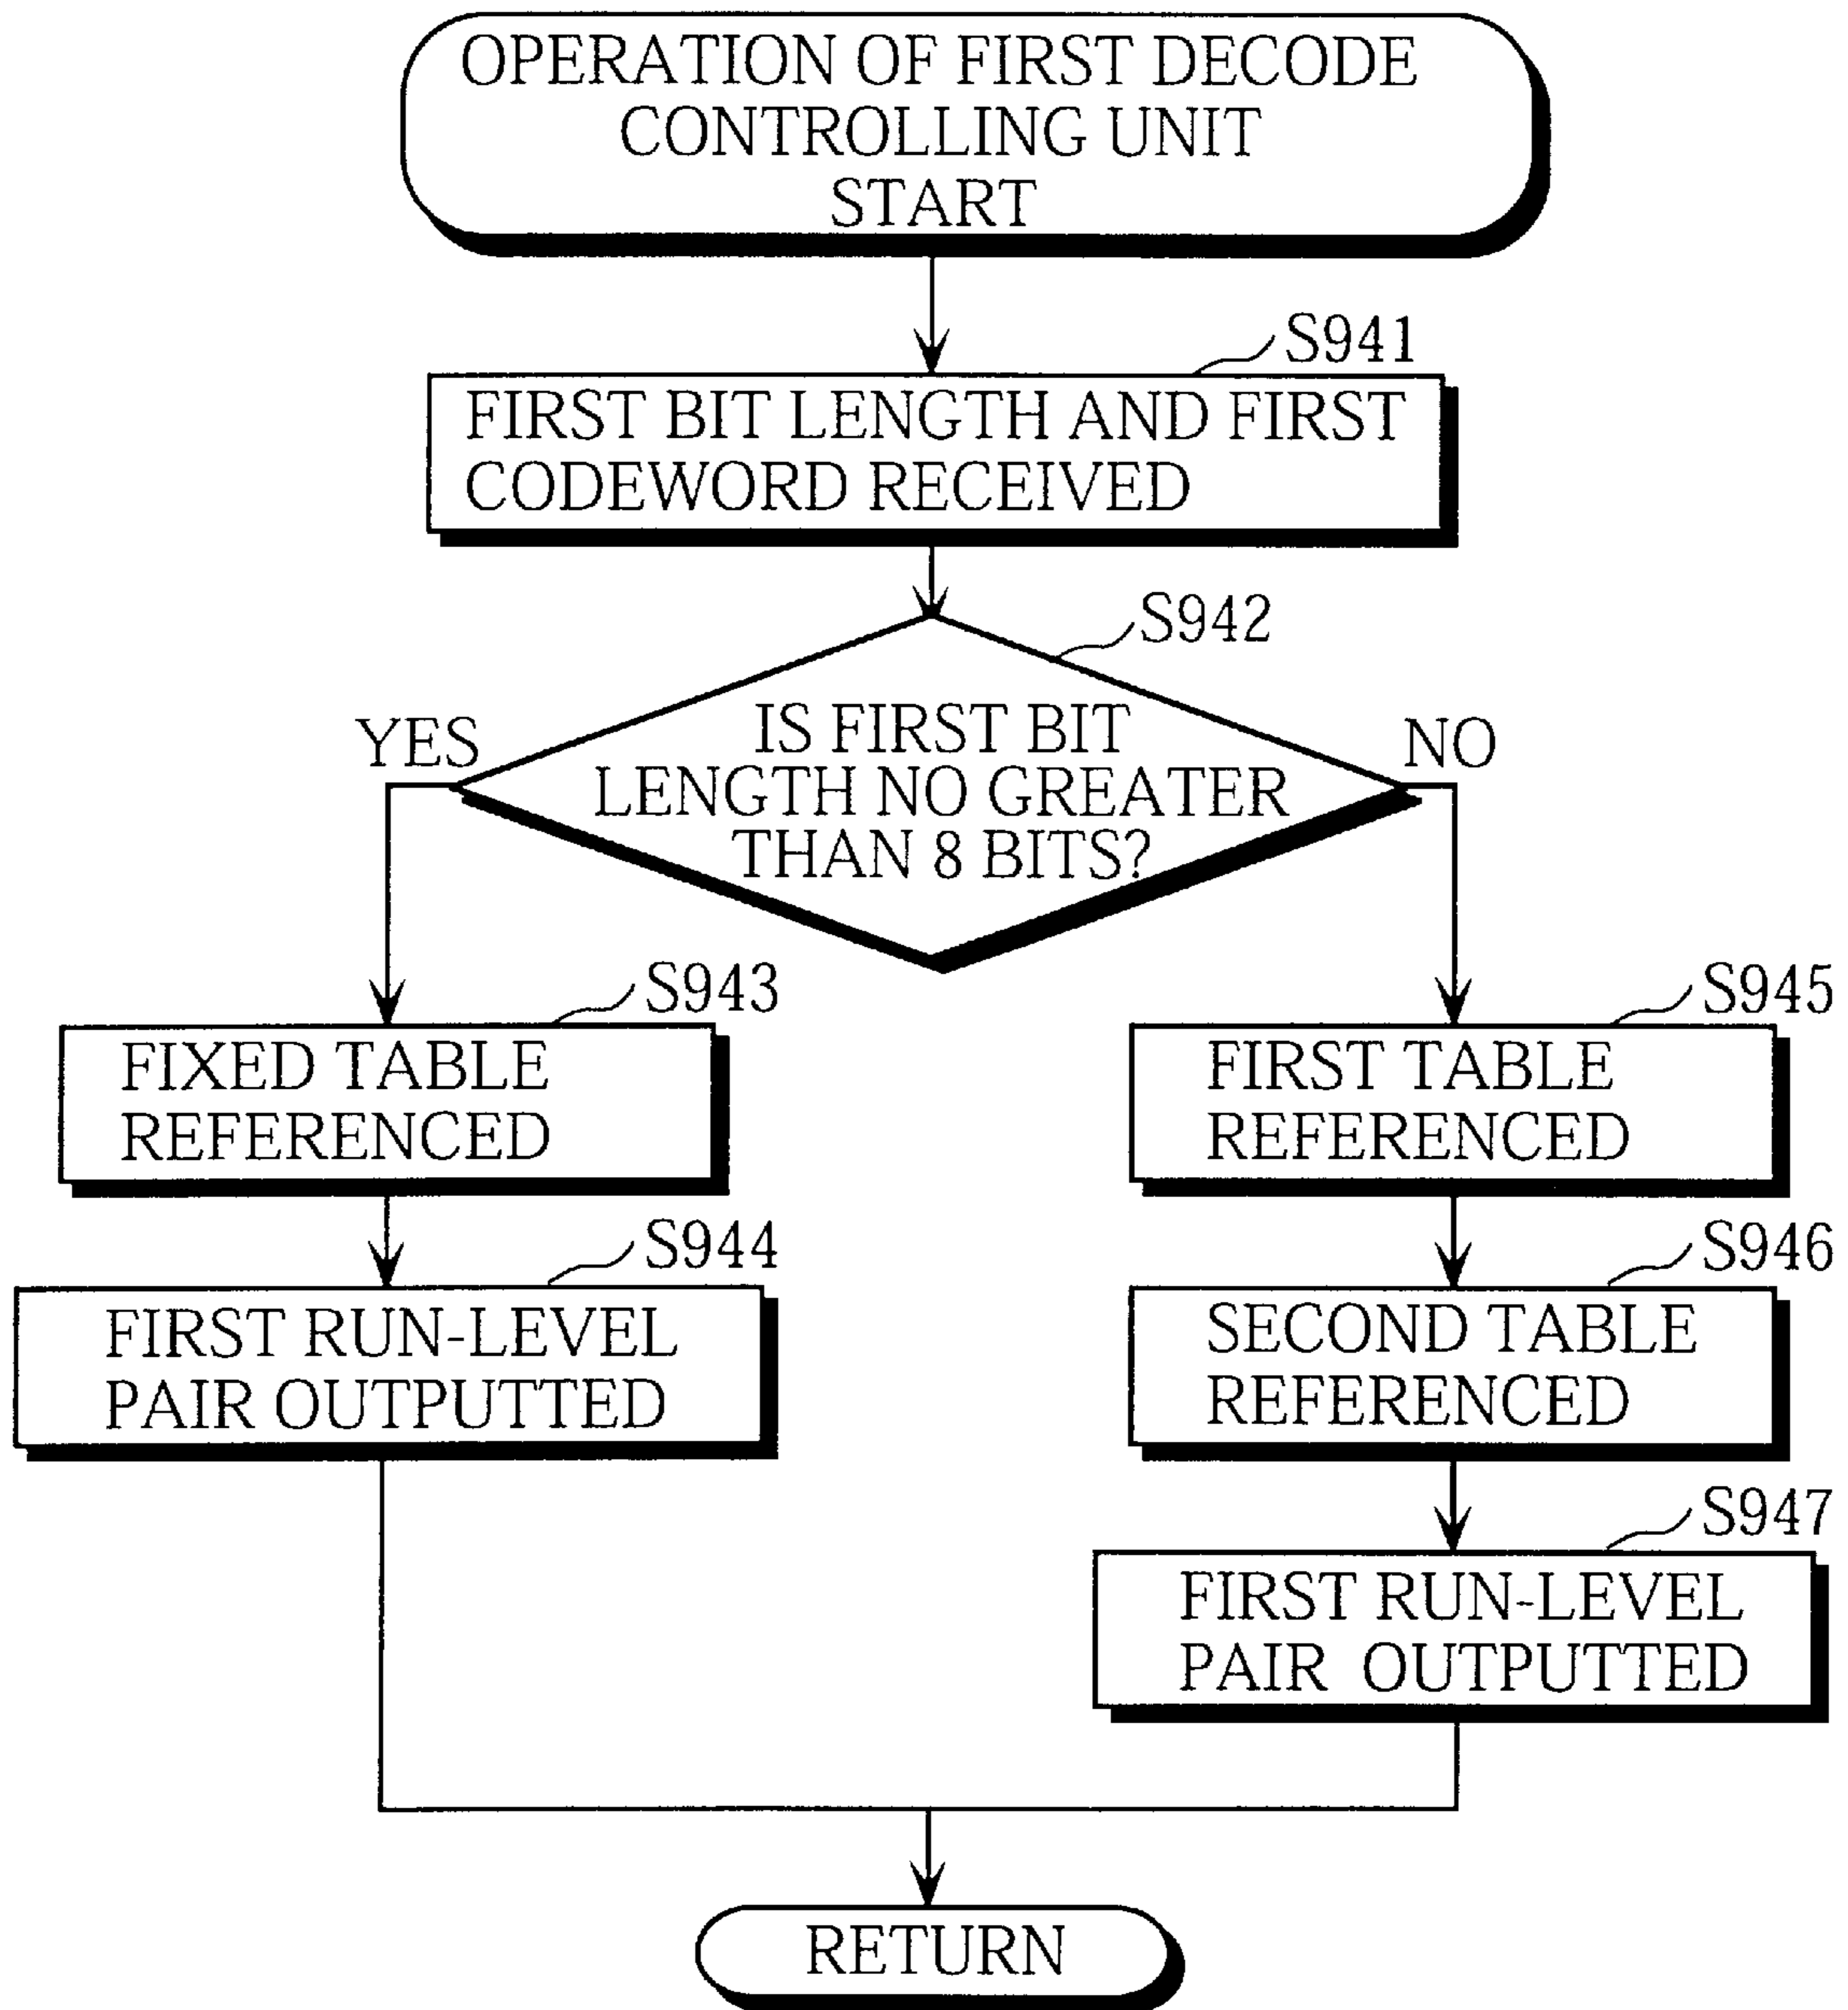 OPERATION OF FIRST DECODE
CONTROLLING UNIT
START
S941
FIRST BIT LENGTH AND FIRST
CODEWORD RECEIVED
S942
YES
IS FIRST BIT
LENGTH NO GREATER
THAN 8 BITS?
NO
S943
FIXED TABLE
REFERENCED
S944
FIRST RUN-LEVEL
PAIR OUTPUTTED
S945
FIRST TABLE
REFERENCED
S946
SECOND TABLE
REFERENCED
S947
FIRST RUN-LEVEL
PAIR OUTPUTTED
RETURN